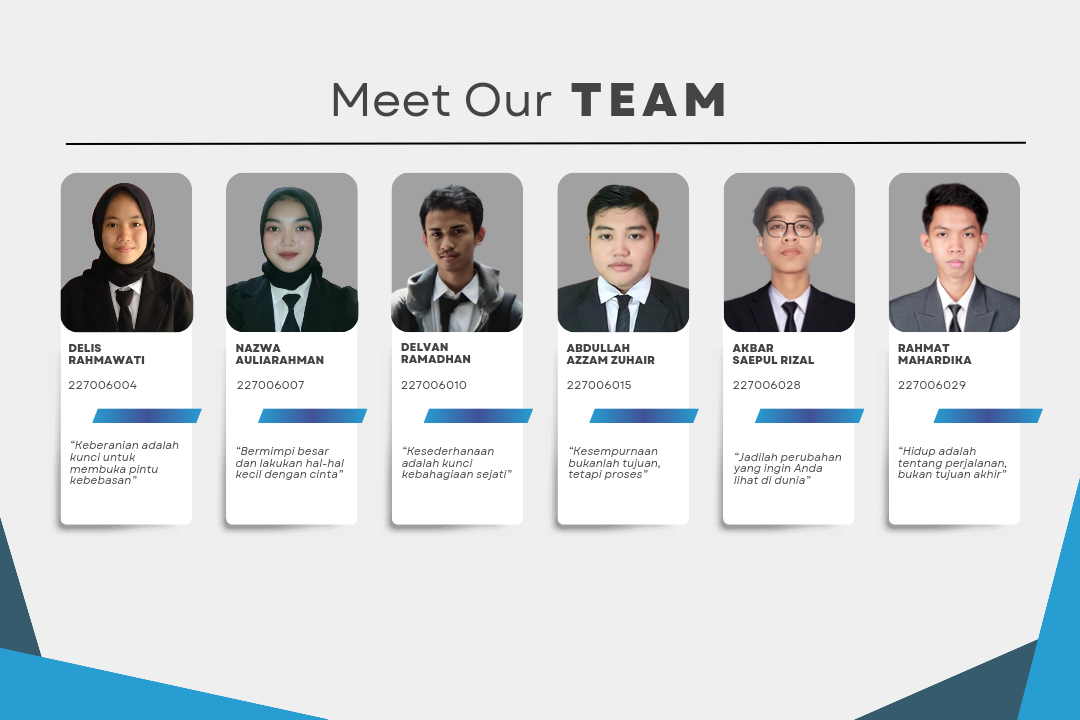 Meet Our TEAM
DELIS
RAHMAWATI
227006004
“Keberanian adalah
kunci untuk
membuka pintu
kebebasan”
NAZWA
AULIARAHMAN
227006007
“Bermimpi besar
dan lakukan hal-hal
kecil dengan cinta”
DELVAN
RAMADHAN
227006010
“Kesederhanaan
adalah kunci
kebahagiaan sejati”
ABDULLAH
AZZAM ZUHAIR
227006015
“Kesempurnaan
bukanlah tujuan,
tetapi proses”
AKBAR
SAEPUL RIZAL
227006028
“Jadilah perubahan
yang ingin Anda
lihat di dunia”
RAHMAT
MAHARDIKA
227006029
“Hidup adalah
tentang perjalanan,
bukan tujuan akhir”